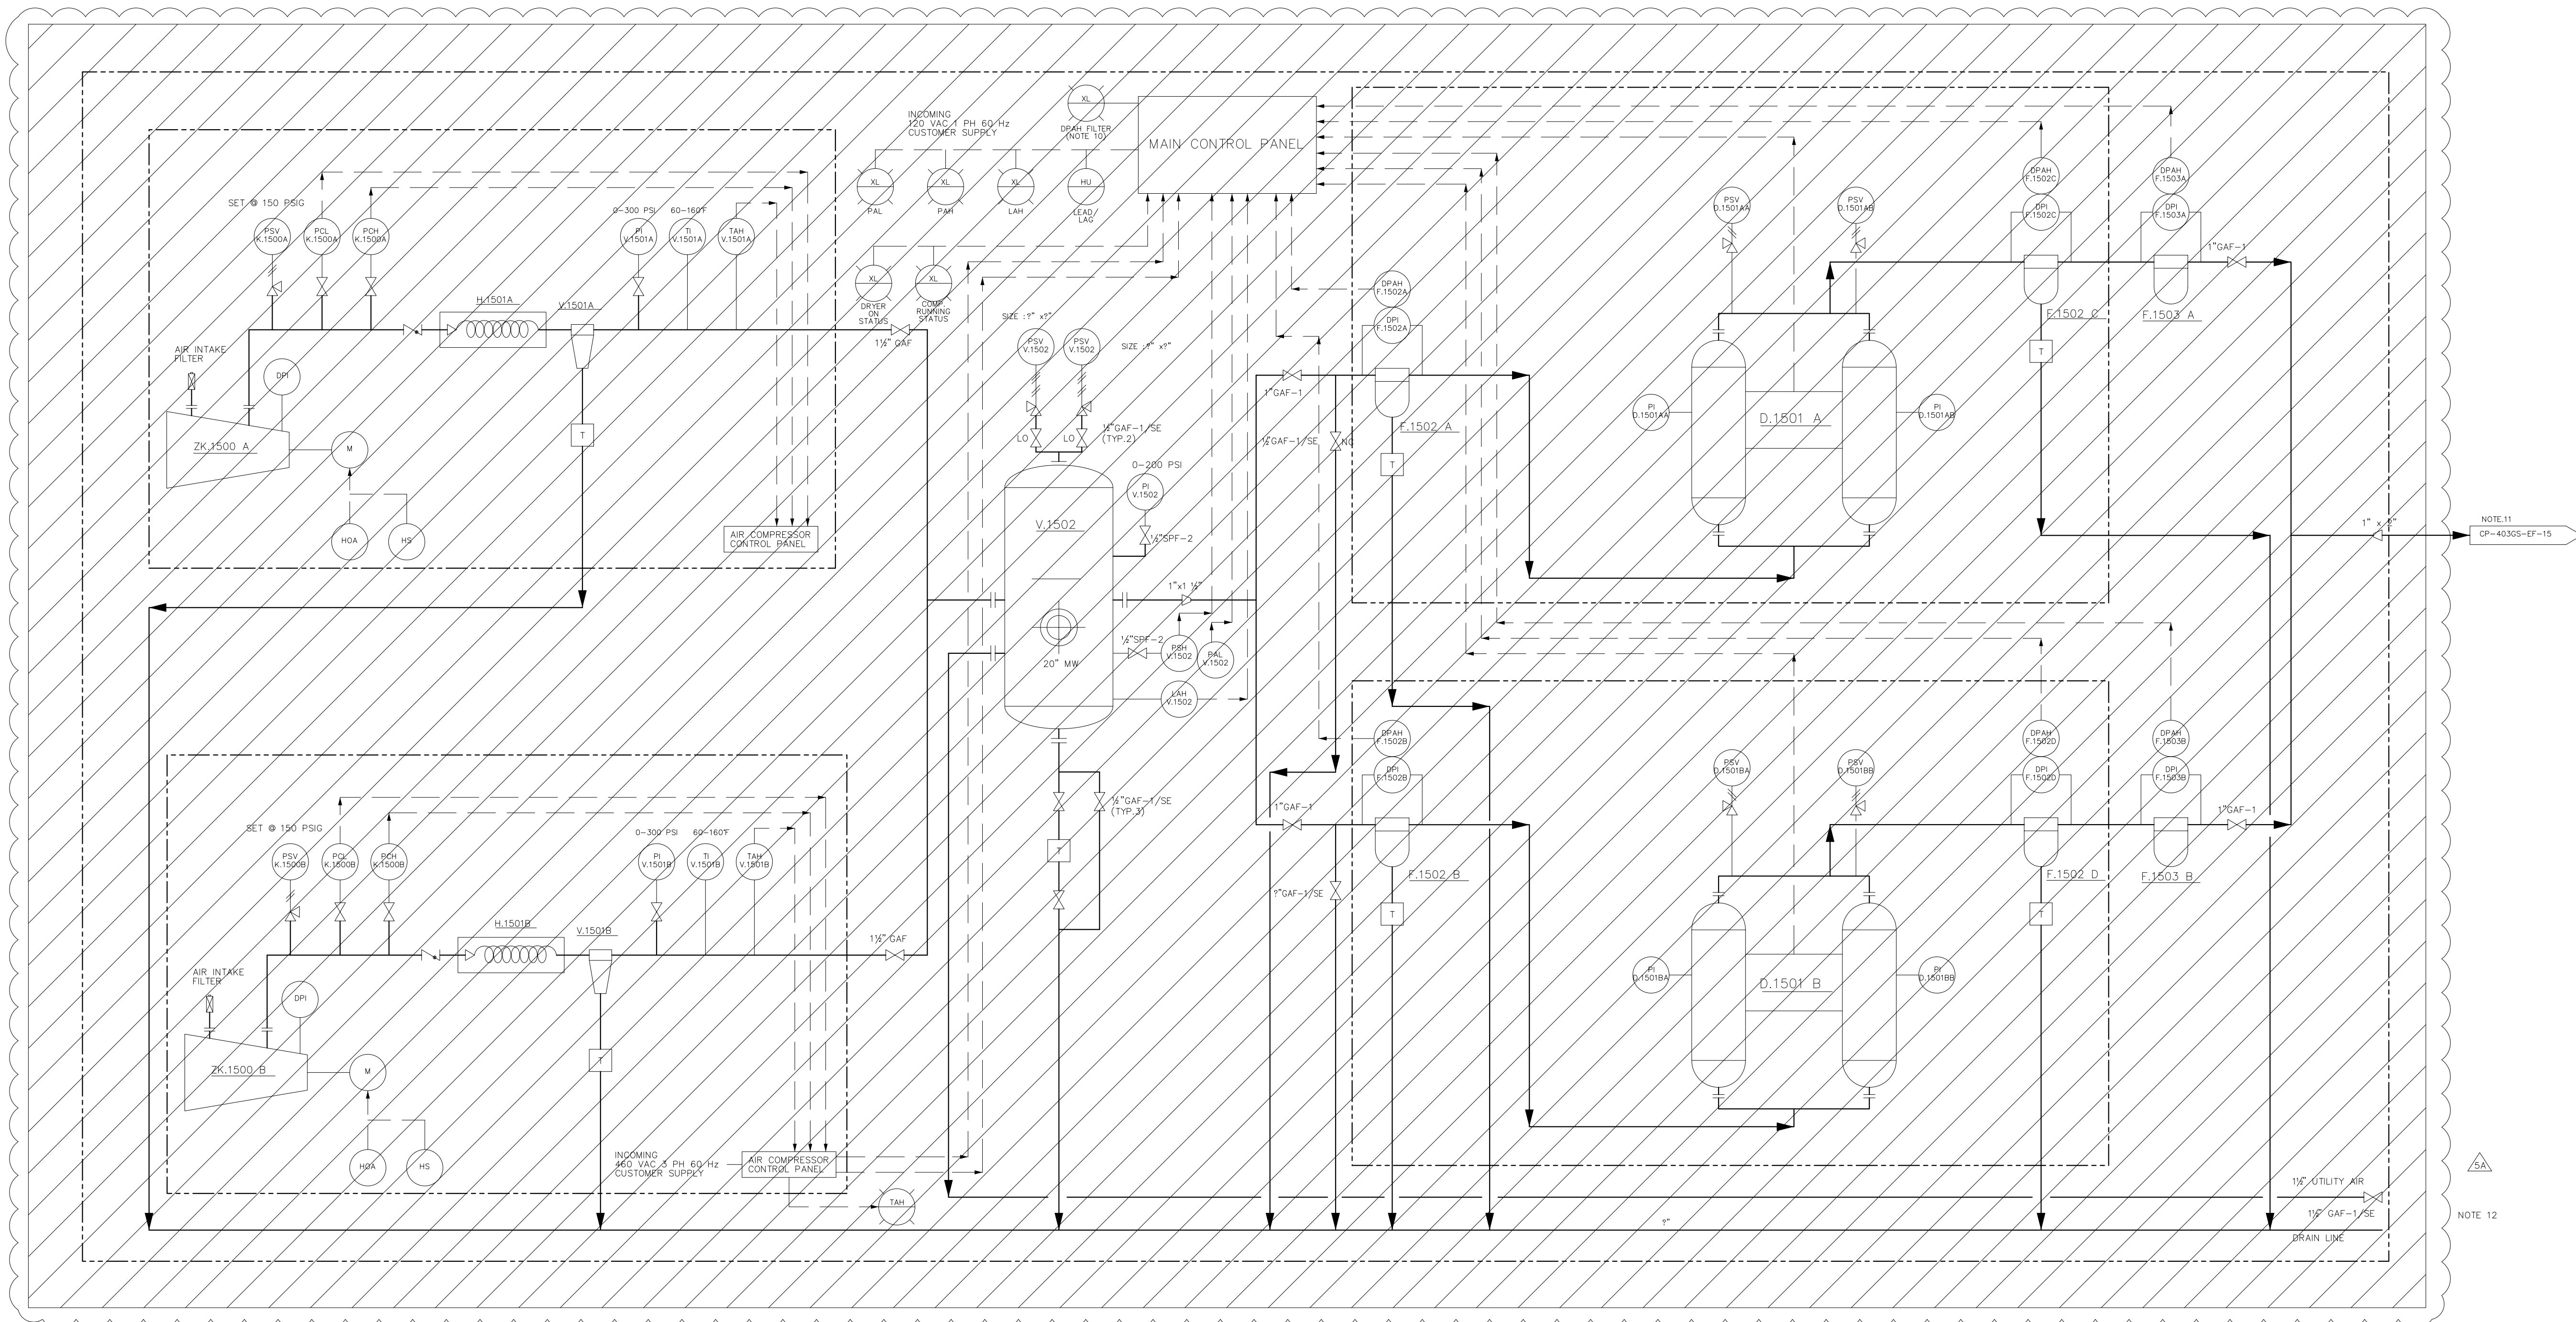 INCOMING
120 VAC 1 PH 60 Hz
CUSTOMER SUPPLY
XL
DPAH FILTER
(NOTE 10)
MAIN CONTROL PANEL
XL
PAL
XL
PAH
XL
LAH
HU
LEAD/
LAG
XL
DRYER
ON
STATUS
XL
COMP.
RUNNING
STATUS
SET @ 150 PSIG
PSV
K.1500A
PCL
K.1500A
PCH
K.1500A
0-300 PSI
PI
V.1501A
60-160°F
TI
V.1501A
TAH
V.1501A
H.1501A
V.1501A
AIR INTAKE
FILTER
DPI
ZK.1500 A
M
HOA
HS
T
AIR COMPRESSOR
CONTROL PANEL
1½" GAF
SIZE :?" x?"
PSV
V.1502
PSV
V.1502
SIZE :?" x?"
LO
LO
½"GAF-1/SE
(TYP.2)
0-200 PSI
PI
V.1502
½"SPF-2
V.1502
20" MW
1"x1 ½"
½"SPF-2
PSH
V.1502
PAL
V.1502
LAH
V.1502
½"GAF-1/SE
(TYP.3)
T
DPAH
F.1502A
DPI
F.1502A
1"GAF-1
½"GAF-1/SE
NC
F.1502 A
T
PSV
D.1501AA
PSV
D.1501AB
PI
D.1501AA
D.1501 A
PI
D.1501AB
DPAH
F.1502C
DPI
F.1502C
DPAH
F.1503A
DPI
F.1503A
1"GAF-1
F.1502 C
F.1503 A
T
1" x ?"
NOTE.11
CP-403GS-EF-15
SET @ 150 PSIG
PSV
K.1500B
PCL
K.1500B
PCH
K.1500B
0-300 PSI
PI
V.1501B
60-160°F
TI
V.1501B
TAH
V.1501B
H.1501B
V.1501B
AIR INTAKE
FILTER
DPI
ZK.1500 B
M
HOA
HS
T
1½" GAF
INCOMING
460 VAC 3 PH 60 Hz
CUSTOMER SUPPLY
AIR COMPRESSOR
CONTROL PANEL
TAH
DPAH
F.1502B
DPI
F.1502B
1"GAF-1
?"GAF-1/SE
F.1502 B
T
PSV
D.1501BA
PSV
D.1501BB
PI
D.1501BA
D.1501 B
PI
D.1501BB
DPAH
F.1502D
DPI
F.1502D
DPAH
F.1503B
DPI
F.1503B
1"GAF-1
F.1502 D
F.1503 B
T
5A
1½" UTILITY AIR
1½" GAF-1/SE
?"
DRAIN LINE
NOTE 12